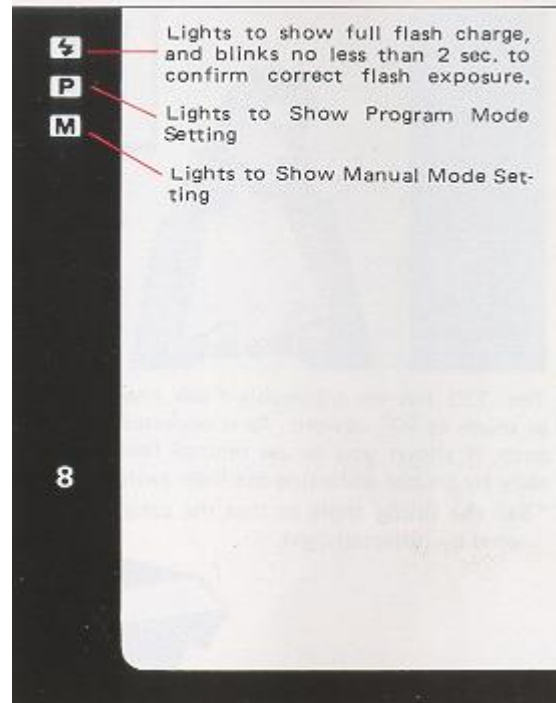 Lights to show full flash charge,
and blinks no less than 2 sec. to
confirm correct flash exposure.
P
Lights to Show Program Mode
Setting
M
Lights to Show Manual Mode Set-
ting
8